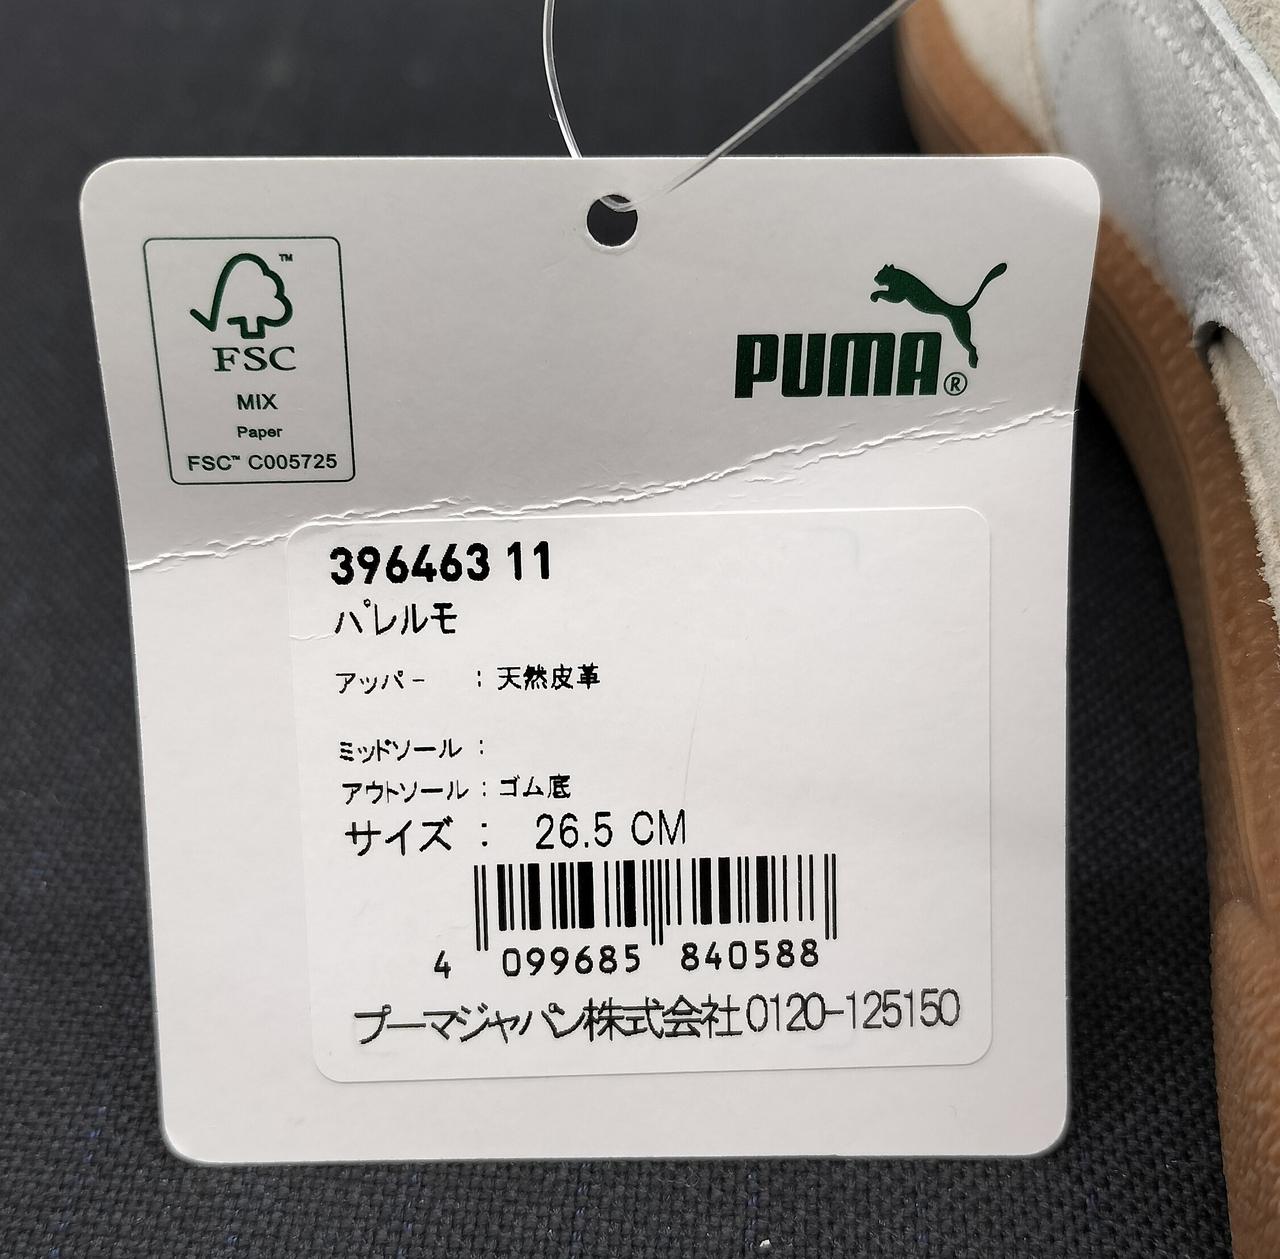 FSC
MIX
Paper
FSC™ C005725
PUMA®
396463 11
パレルモ
アッパー : 天然皮革
ミッドソール :
アウトソール : ゴム底
サイズ : 26.5 CM
4 099685 840588
プーマジャパン株式会社0120-125150